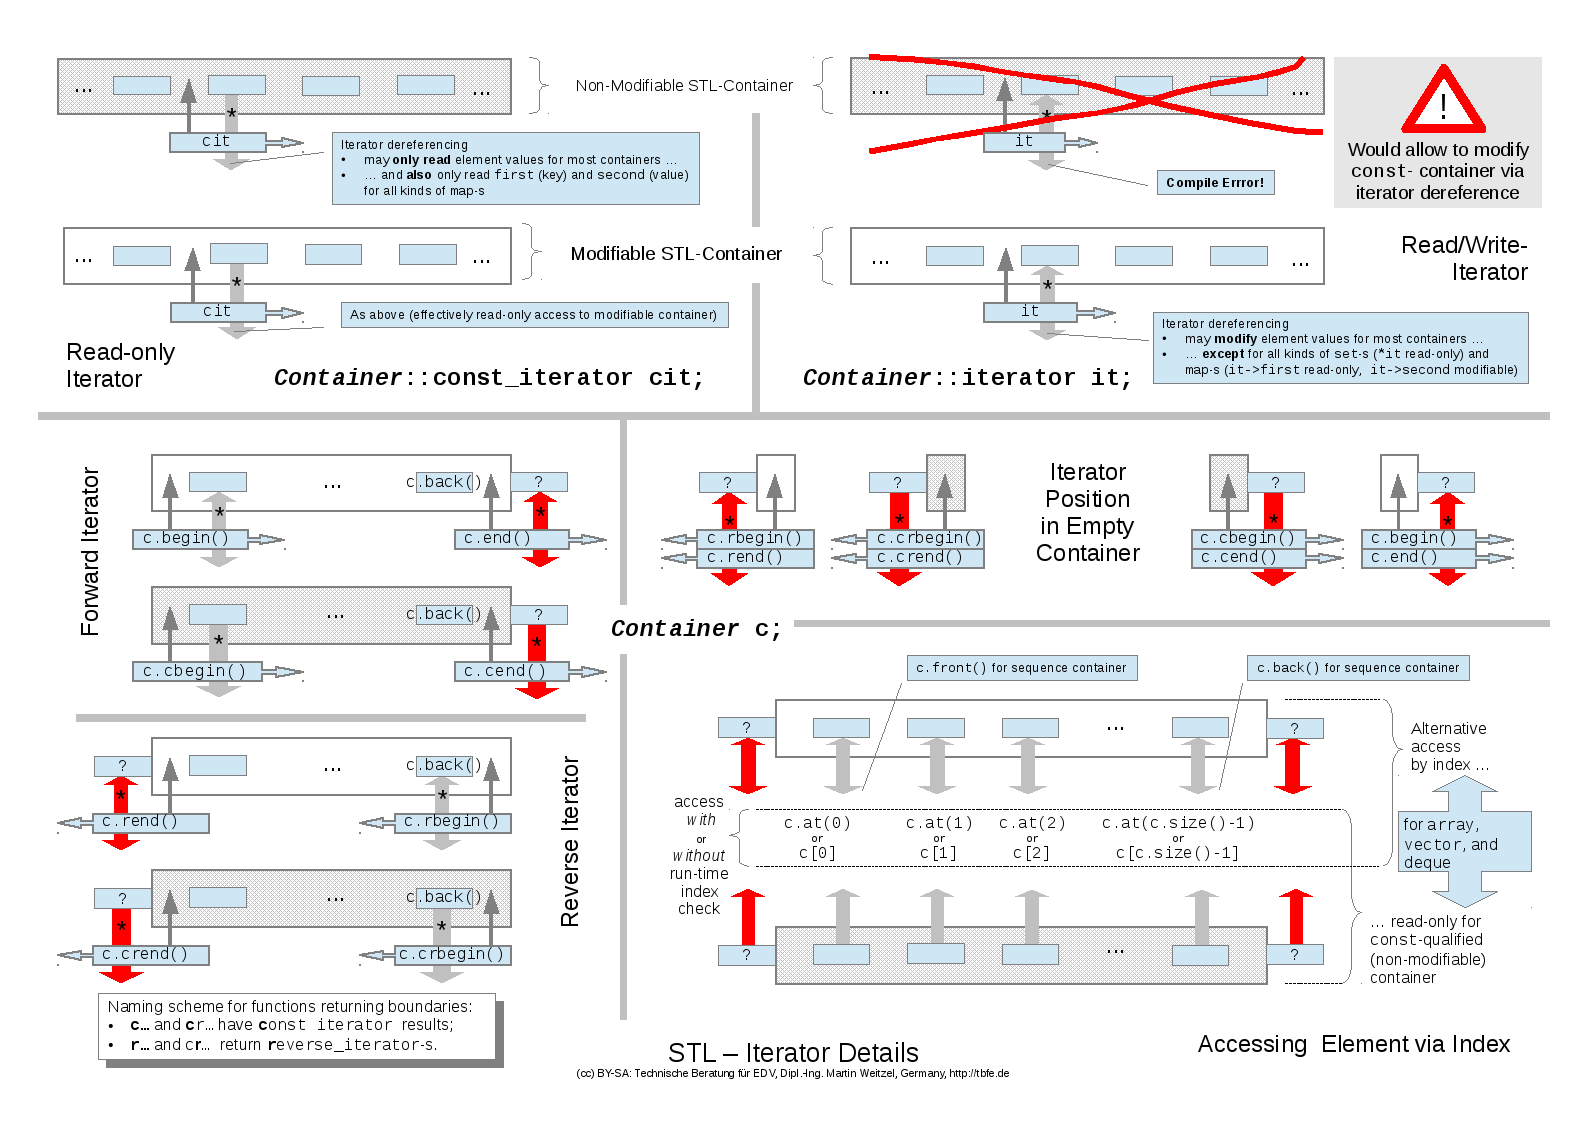 ...
...
*
cit
Non-Modifiable STL-Container
Iterator dereferencing
• may only read element values for most containers ...
• ... and also only read first (key) and second (value)
for all kinds of map-s
...
...
*
it
Compile Errror!
!
Would allow to modify
const- container via
iterator dereference
...
...
*
cit
Modifiable STL-Container
As above (effectively read-only access to modifiable container)
Read-only
Iterator
Container::const_iterator cit;
...
...
*
it
Read/Write-
Iterator
Iterator dereferencing
• may modify element values for most containers ...
• ... except for all kinds of set-s (*it read-only) and
map-s (it->first read-only, it->second modifiable)
Container::iterator it;
Forward Iterator
...
c.back()
?
*
*
c.begin()
c.end()
...
c.back()
?
*
*
c.cbegin()
c.cend()
?
*
c.rbegin()
c.rend()
?
*
c.crbegin()
c.crend()
Iterator
Position
in Empty
Container
?
*
c.cbegin()
c.cend()
?
*
c.begin()
c.end()
Container c;
Reverse Iterator
?
...
c.back()
*
*
c.rend()
c.rbegin()
?
...
c.back()
*
*
c.crend()
c.crbegin()
Naming scheme for functions returning boundaries:
• c... and cr... have const iterator results;
• r... and cr... return reverse_iterator-s.
c.front() for sequence container
c.back() for sequence container
?
...
?
Alternative
access
by index ...
access
with
or
without
run-time
index
check
c.at(0)
or
c[0]
c.at(1)
or
c[1]
c.at(2)
or
c[2]
c.at(c.size()-1)
or
c[c.size()-1]
for array,
vector, and
deque
?
...
?
... read-only for
const-qualified
(non-modifiable)
container
Accessing Element via Index
STL – Iterator Details
(cc) BY-SA: Technische Beratung für EDV, Dipl.-Ing. Martin Weitzel, Germany, http://tbfe.de